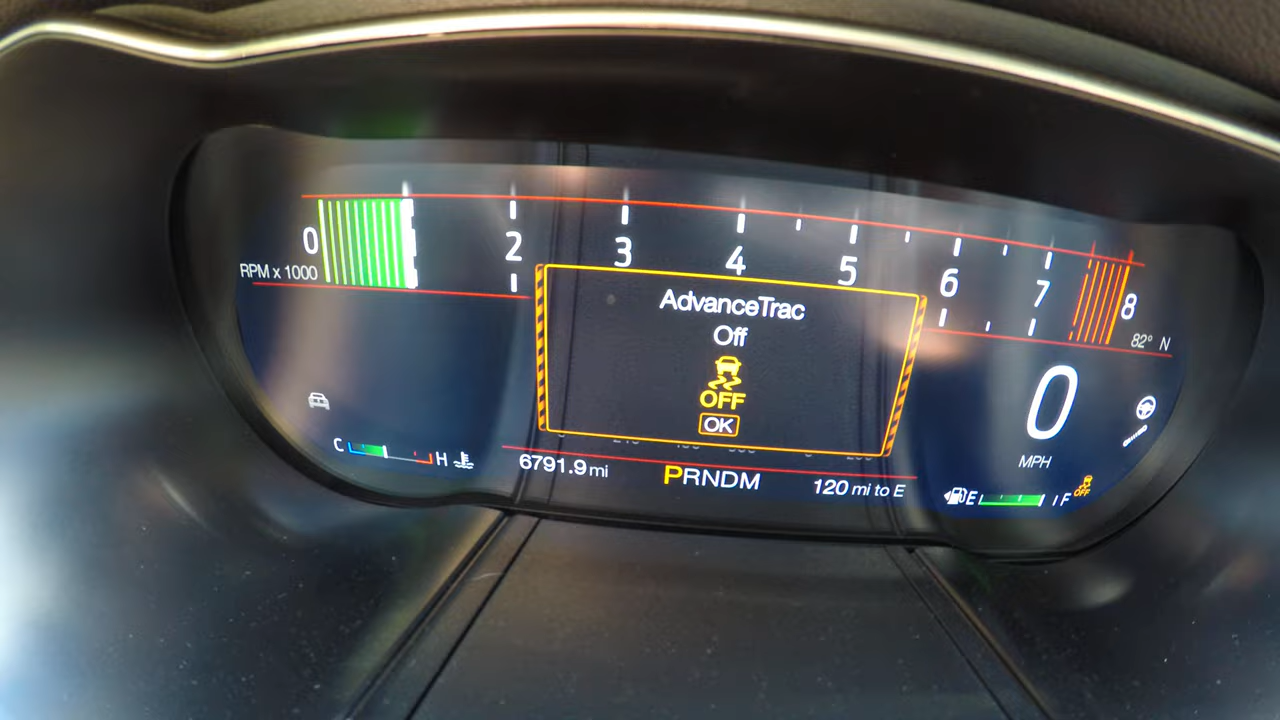 0 2 3 4 5 6 7 8
RPM x 1000
82° N
AdvanceTrac
Off
OFF
OK
0
MPH
C H
6791.9 mi
PRNDM
120 mi to E
E F
OFF